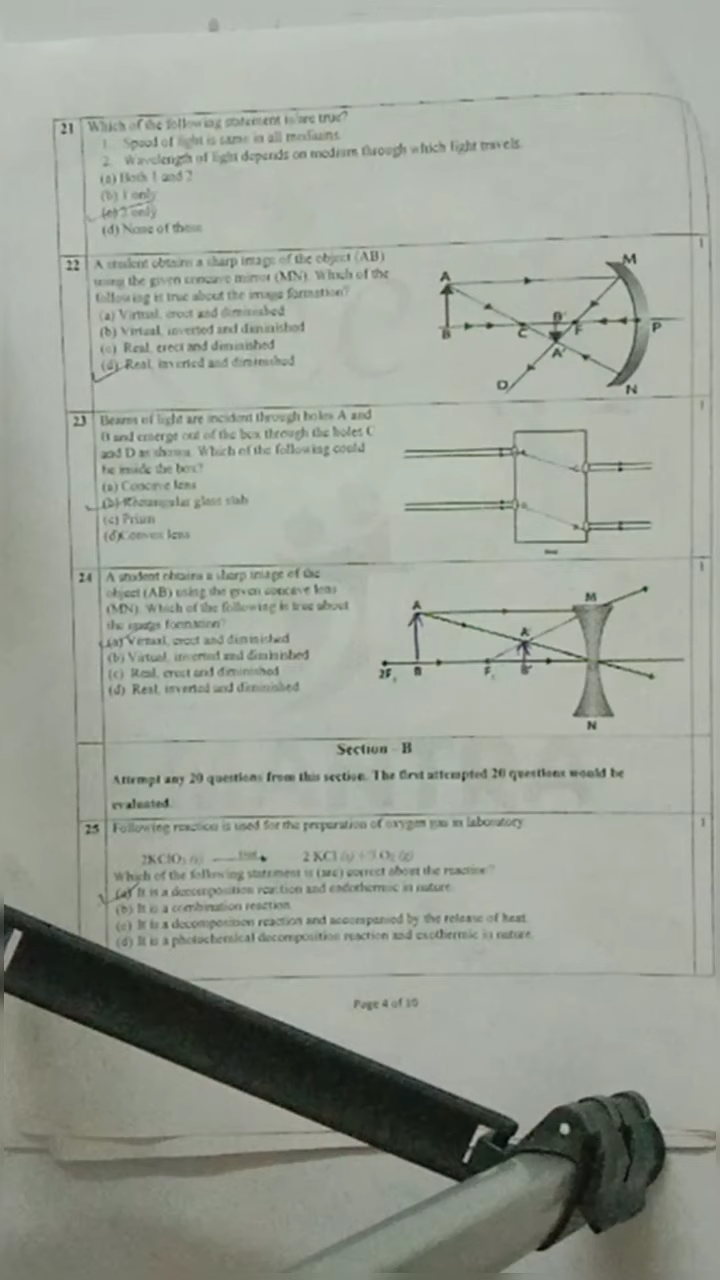 21 Which of the following statement is/are true?
1. Speed of light is same in all mediums
2. Wavelength of light depends on medium through which light travels.
(a) Both 1 and 2
(b) 1 only
(c) 2 only
(d) None of these
1
22 A student obtains a sharp image of the object (AB)
using the given concave mirror (MN). Which of the
following is true about the image formation?
(a) Virtual, erect and diminished
(b) Virtual, inverted and diminished
(c) Real, erect and diminished
(d) Real, inverted and diminished
A
B
C
B'
F
A'
D
M
P
N
1
23 Beams of light are incident through holes A and
B and emerge out of the box through the holes C
and D as shown. Which of the following could
be inside the box?
(a) Concave lens
(b) Rectangular glass slab
(c) Prism
(d) Convex lens
1
24 A student obtains a sharp image of the
object (AB) using the given concave lens
(MN). Which of the following is true about
the image formation?
(a) Virtual, erect and diminished
(b) Virtual, inverted and diminished
(c) Real, erect and diminished
(d) Real, inverted and diminished
A
A'
M
2F₁
B
F₁
B'
N
Section - B
Attempt any 20 questions from this section. The first attempted 20 questions would be
evaluated.
25 Following reaction is used for the preparation of oxygen gas in laboratory
1
2KClO₃ (s) 2 KCl (s) + 3 O₂ (g)
Which of the following statement is (are) correct about the reaction?
(a) It is a decomposition reaction and endothermic in nature
(b) It is a combination reaction
(c) It is a decomposition reaction and accompanied by the release of heat
(d) It is a photochemical decomposition reaction and exothermic in nature
Page 4 of 10